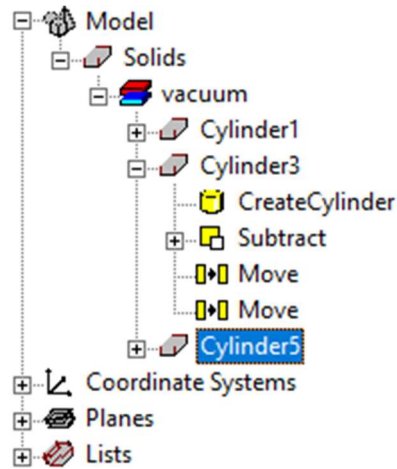 Model
Solids
vacuum
Cylinder1
Cylinder3
CreateCylinder
Subtract
Move
Move
Cylinder5
Coordinate Systems
Planes
Lists